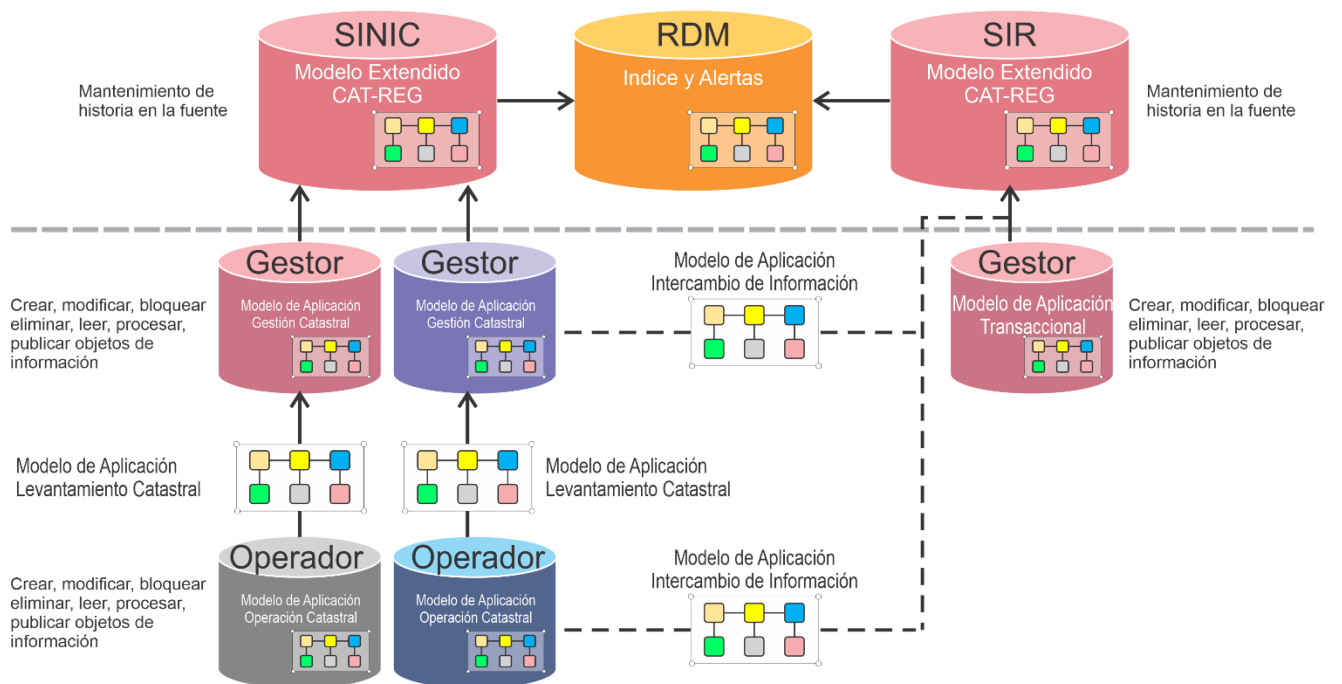 SINIC
Modelo Extendido
CAT-REG
RDM
Indice y Alertas
SIR
Modelo Extendido
CAT-REG
Mantenimiento de
historia en la fuente
Mantenimiento de
historia en la fuente
Gestor
Modelo de Aplicación
Gestión Catastral
Gestor
Modelo de Aplicación
Gestión Catastral
Modelo de Aplicación
Intercambio de Información
Gestor
Modelo de Aplicación
Transaccional
Crear, modificar, bloquear
eliminar, leer, procesar,
publicar objetos de
información
Crear, modificar, bloquear
eliminar, leer, procesar,
publicar objetos de
información
Modelo de Aplicación
Levantamiento Catastral
Modelo de Aplicación
Levantamiento Catastral
Operador
Modelo de Aplicación
Operación Catastral
Operador
Modelo de Aplicación
Operación Catastral
Modelo de Aplicación
Intercambio de Información
Crear, modificar, bloquear
eliminar, leer, procesar,
publicar objetos de
información